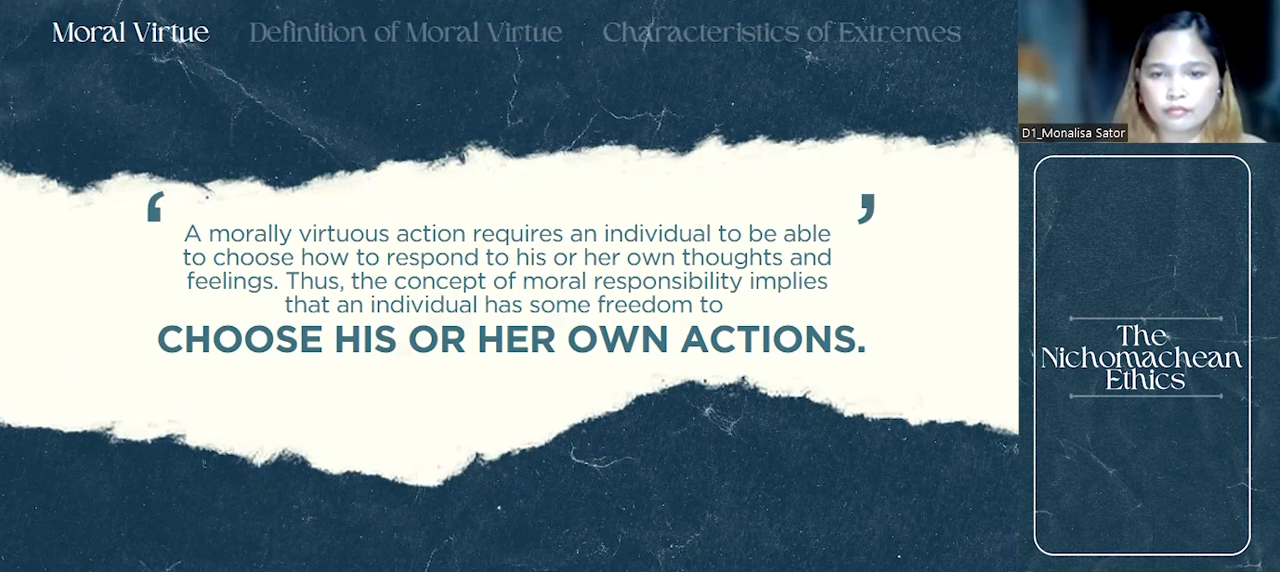 Moral Virtue
Definition of Moral Virtue
Characteristics of Extremes
‘ ’
A morally virtuous action requires an individual to be able
to choose how to respond to his or her own thoughts and
feelings. Thus, the concept of moral responsibility implies
that an individual has some freedom to
CHOOSE HIS OR HER OWN ACTIONS.
D1_Monalisa Sator
The
Nichomachean
Ethics